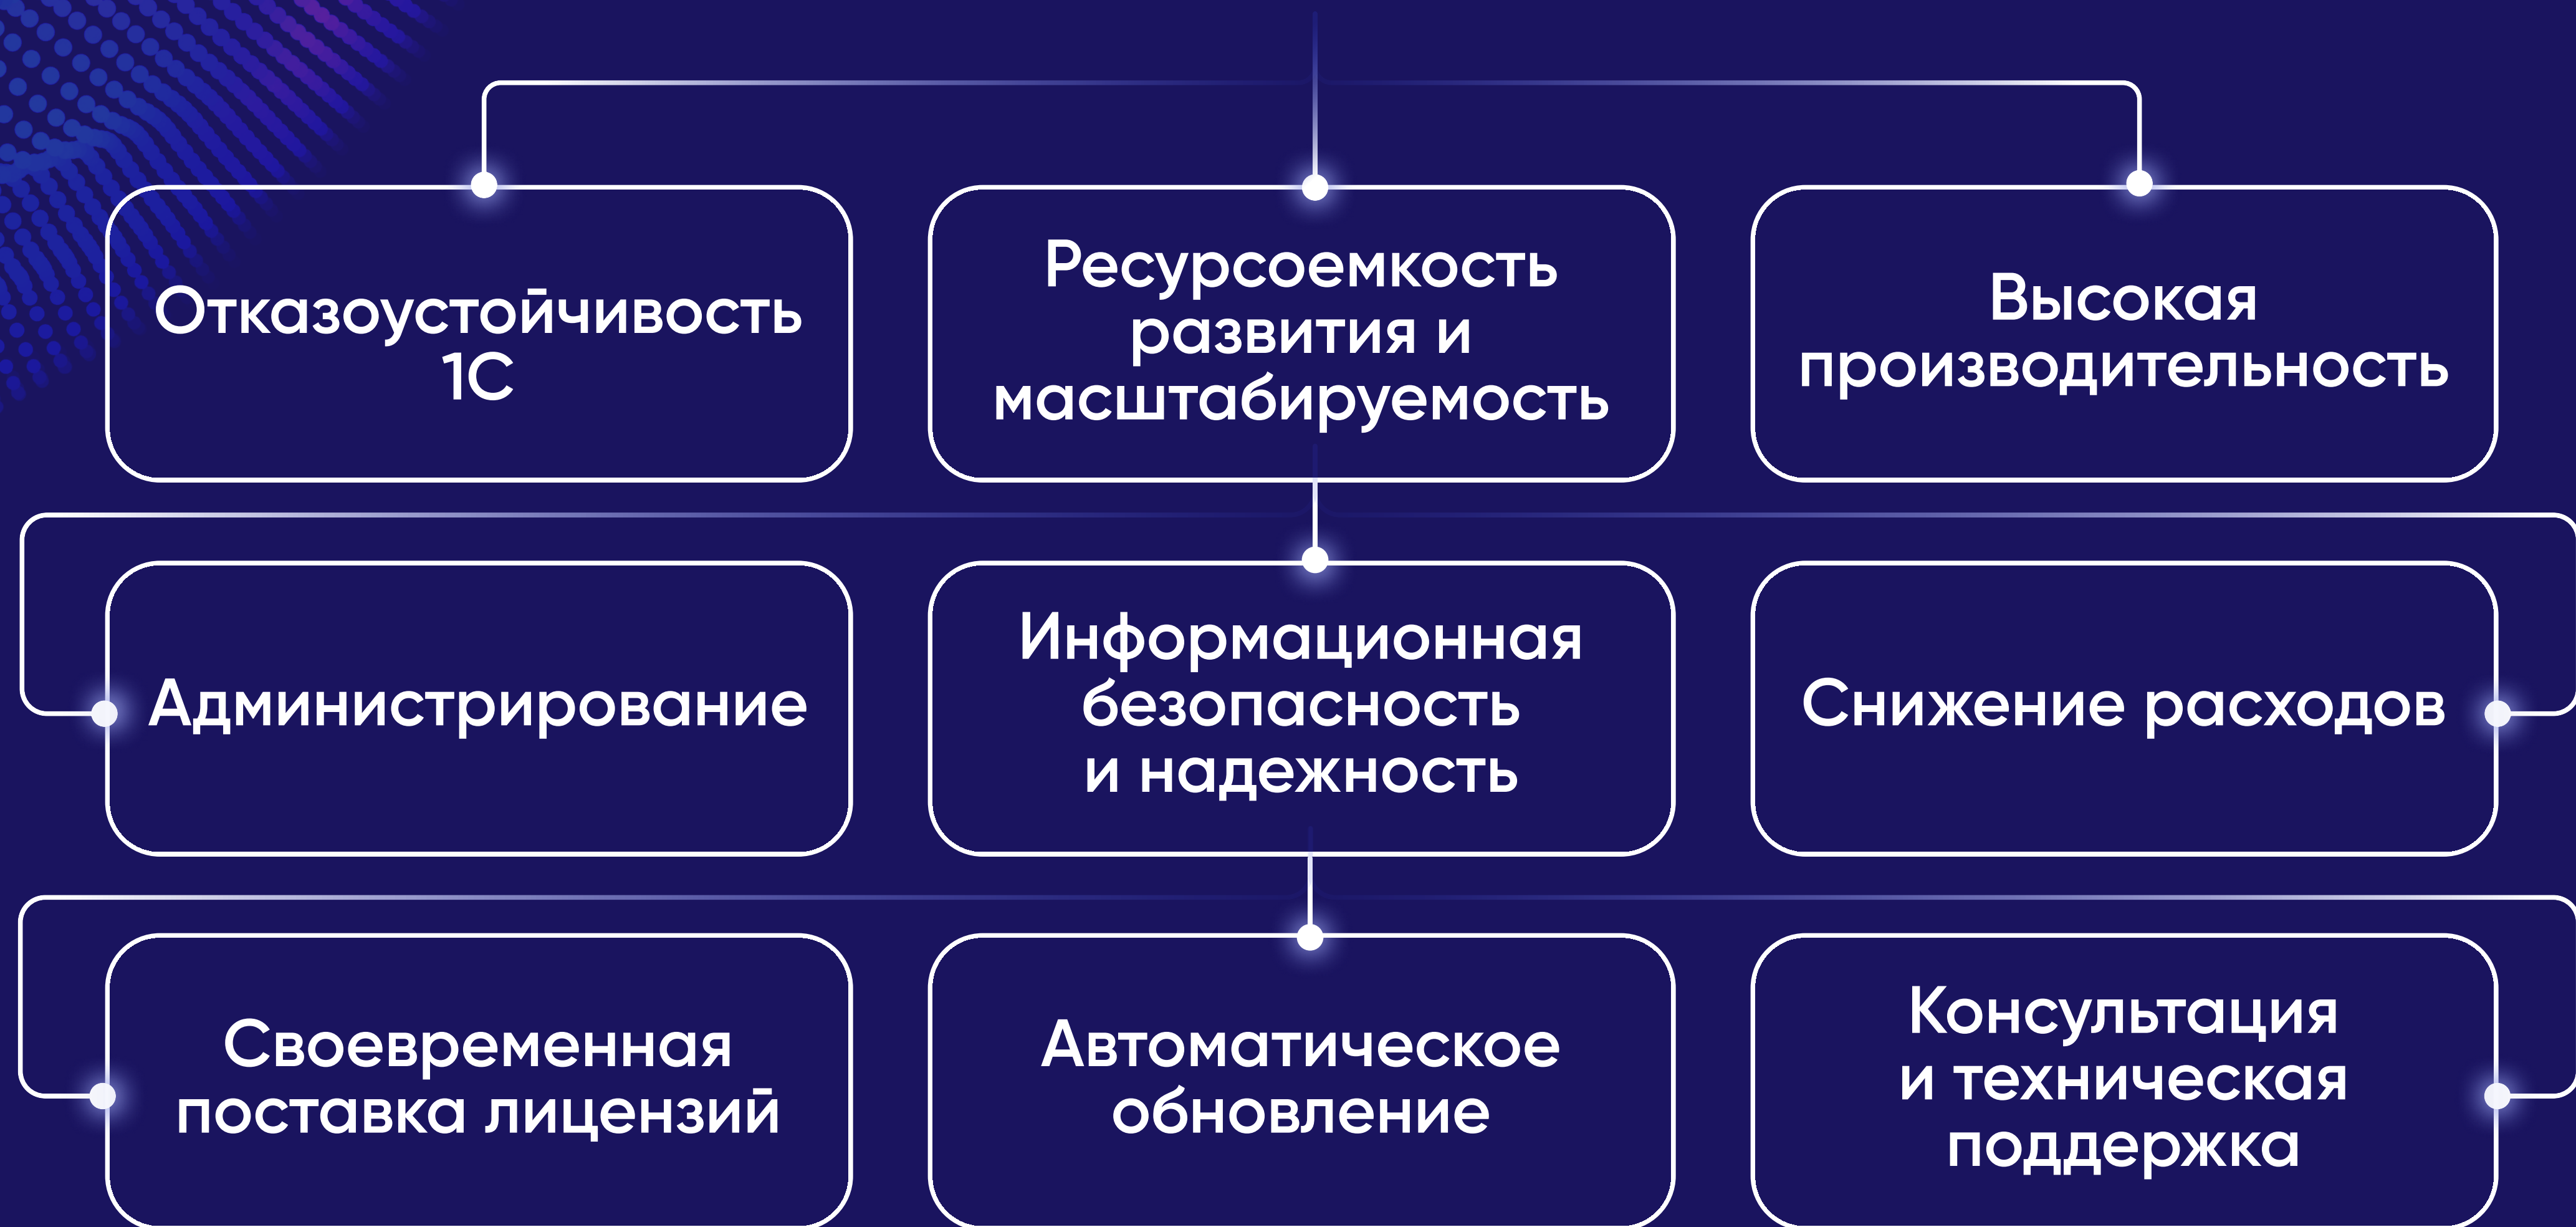 Отказоустойчивость
1С
Ресурсоемкость
развития и
масштабируемость
Высокая
производительность
Администрирование
Информационная
безопасность
и надежность
Снижение расходов
Своевременная
поставка лицензий
Автоматическое
обновление
Консультация
и техническая
поддержка